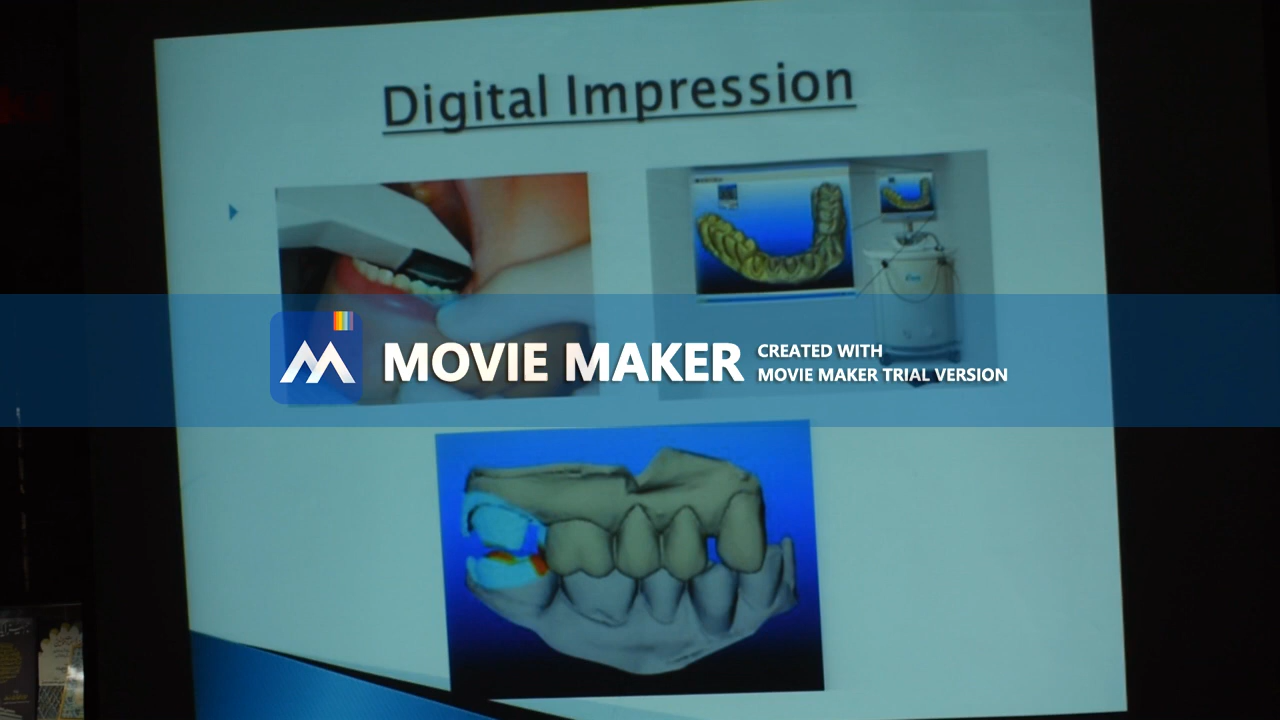 Digital Impression
MOVIE MAKER
CREATED WITH
MOVIE MAKER TRIAL VERSION